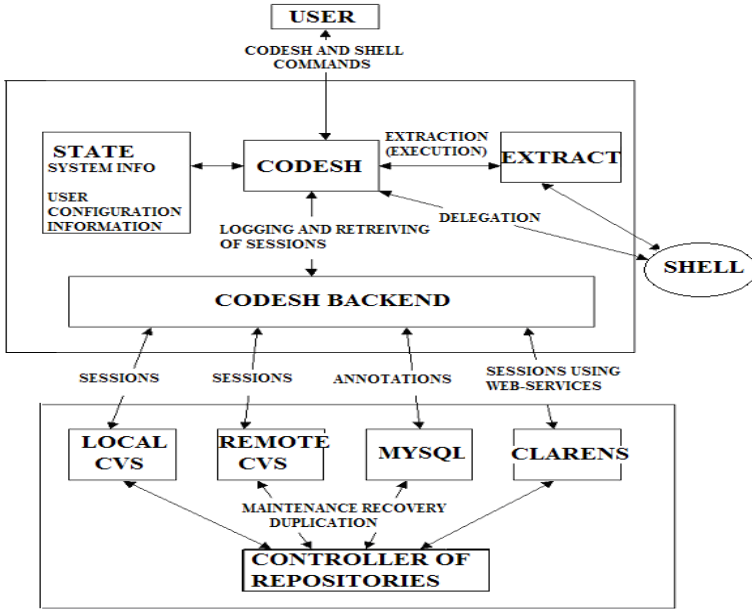 USER
CODESH AND SHELL
COMMANDS
STATE
SYSTEM INFO
USER
CONFIGURATION
INFORMATION
CODESH
EXTRACTION
(EXECUTION)
EXTRACT
DELEGATION
SHELL
LOGGING AND RETREIVING
OF SESSIONS
CODESH BACKEND
SESSIONS
SESSIONS
ANNOTATIONS
SESSIONS USING
WEB-SERVICES
LOCAL
CVS
REMOTE
CVS
MYSQL
CLARENS
MAINTENANCE RECOVERY
DUPLICATION
CONTROLLER OF
REPOSITORIES